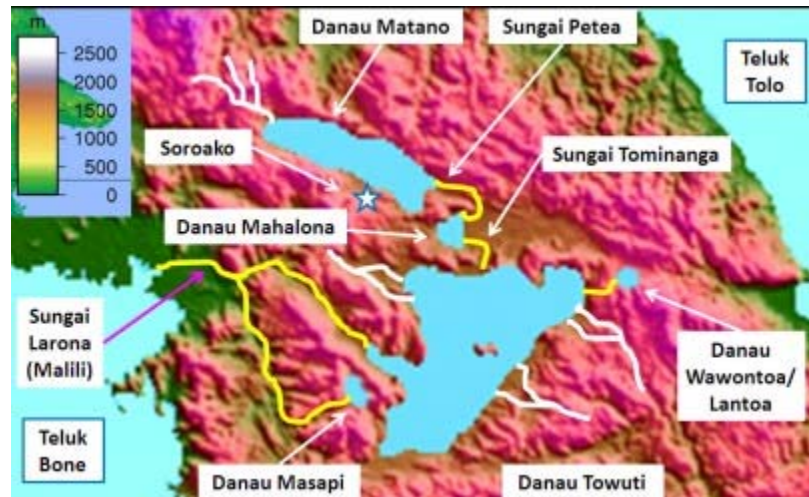 m
2500
2000
1500
1000
500
0
Danau Matano
Sungai Petea
Teluk
Tolo
Soroako
Sungai Tominanga
Danau Mahalona
Sungai
Larona
(Malili)
Danau
Wawontoa/
Lantoa
Teluk
Bone
Danau Masapi
Danau Towuti